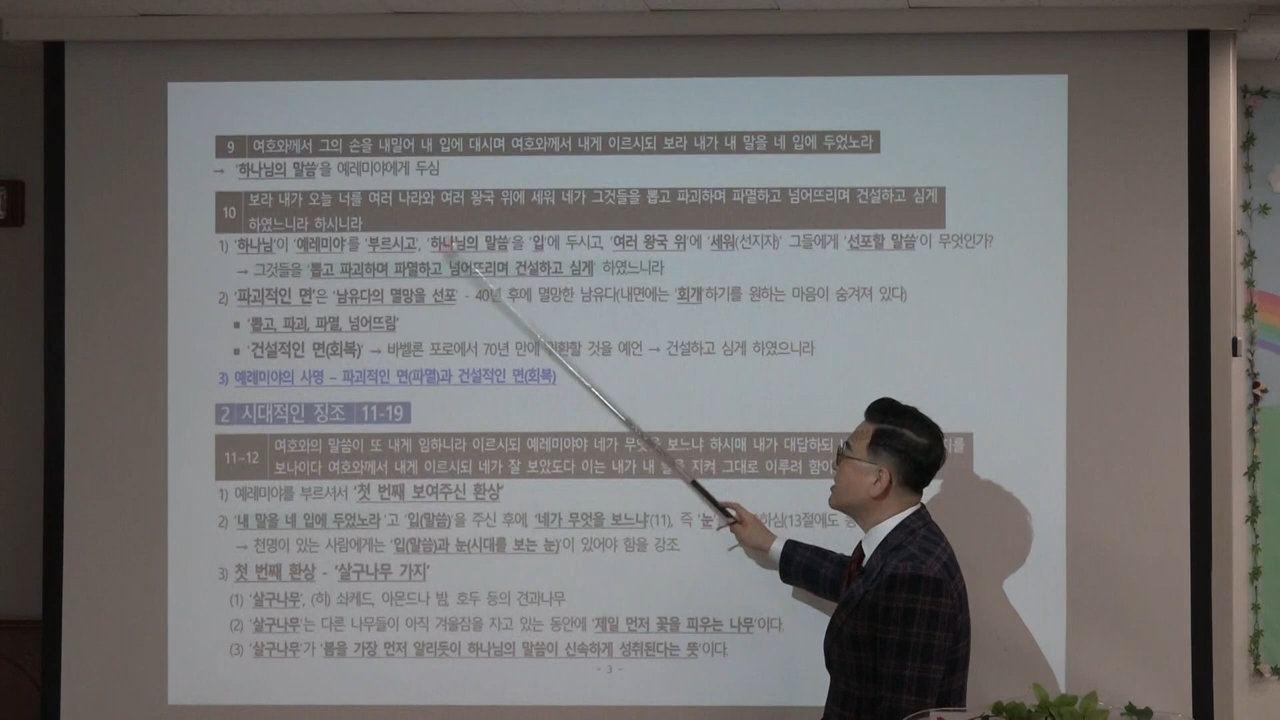 9 여호와께서 그의 손을 내밀어 내 입에 대시며 여호와께서 내게 이르시되 보라 내가 내 말을 네 입에 두었노라
→ '하나님의 말씀'을 예레미야에게 두심
10 보라 내가 오늘 너를 여러 나라와 여러 왕국 위에 세워 네가 그것들을 뽑고 파괴하며 파멸하고 넘어뜨리며 건설하고 심게
하였느니라 하시니라
1) '하나님'이 '예레미야'를 '부르시고', '하나님의 말씀'을 '입'에 두시고, '여러 왕국 위'에 '세워(선지자)' 그들에게 '선포할 말씀'이 무엇인가?
→ 그것들을 '뽑고 파괴하며 파멸하고 넘어뜨리며 건설하고 심게' 하였느니라
2) '파괴적인 면'은 '남유다의 멸망을 선포' - 40년 후에 멸망한 남유다(내면에는 '회개'하기를 원하는 마음이 숨겨져 있다)
▪ '뽑고, 파괴, 파멸, 넘어뜨림'
▪ '건설적인 면(회복)' → 바벨론 포로에서 70년 만에 귀환할 것을 예언 → 건설하고 심게 하였으니라
3) 예레미야의 사명 – 파괴적인 면(파멸)과 건설적인 면(회복)
2 시대적인 징조 11-19
11-12 여호와의 말씀이 또 내게 임하니라 이르시되 예레미야야 네가 무엇을 보느냐 하시매 내가 대답하되
보나이다 여호와께서 내게 이르시되 네가 잘 보았도다 이는 내가 내 말을 지켜 그대로 이루려 함이
1) 예레미야를 부르셔서 '첫 번째 보여주신 환상'
2) '내 말을 네 입에 두었노라'고 '입(말씀)'을 주신 후에, '네가 무엇을 보느냐'(11), 즉 '눈' 하심(13절에도
→ 천명이 있는 사람에게는 '입(말씀)과 눈(시대를 보는 눈)'이 있어야 함을 강조
3) 첫 번째 환상 - '살구나무 가지'
(1) '살구나무', (히) 쇠케드, 아몬드나 밤, 호두 등의 견과나무
(2) '살구나무'는 다른 나무들이 아직 겨울잠을 자고 있는 동안에 '제일 먼저 꽃을 피우는 나무'이다.
(3) '살구나무'가 '봄을 가장 먼저 알리듯이 하나님의 말씀이 신속하게 성취된다는 뜻'이다.
- 3 -